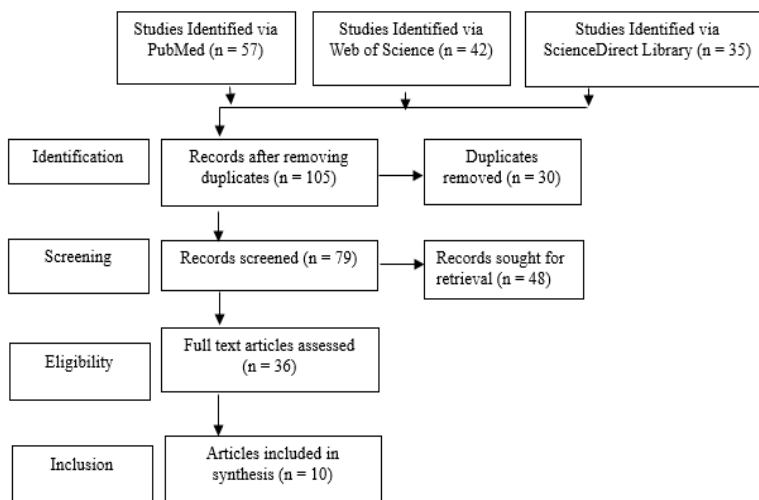 Studies Identified via
PubMed (n = 57)
Studies Identified via
Web of Science (n = 42)
Studies Identified via
ScienceDirect Library (n = 35)
Identification
Records after removing
duplicates (n = 105)
Duplicates
removed (n = 30)
Screening
Records screened (n = 79)
Records sought for
retrieval (n = 48)
Eligibility
Full text articles assessed
(n = 36)
Inclusion
Articles included in
synthesis (n = 10)